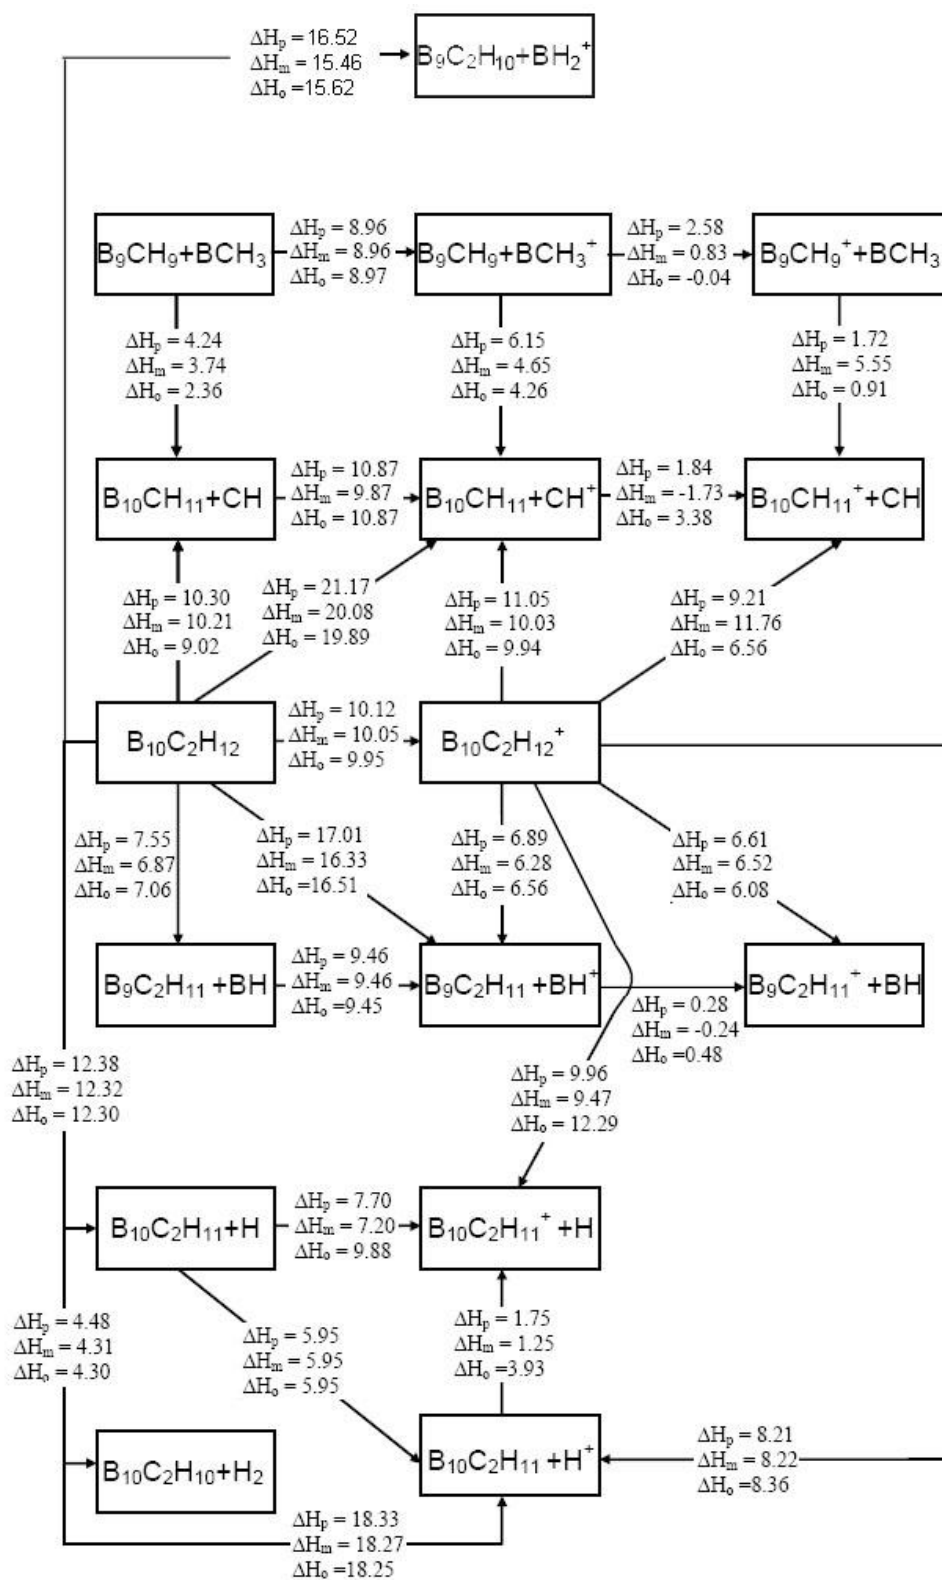 ΔHₚ = 16.52
ΔHₘ = 15.46
ΔHₒ =15.62
B₉C₂H₁₀+BH₂⁺
B₉CH₉+BCH₃
ΔHₚ = 8.96
ΔHₘ = 8.96
ΔHₒ = 8.97
B₉CH₉+BCH₃⁺
ΔHₚ = 2.58
ΔHₘ = 0.83
ΔHₒ = -0.04
B₉CH₉⁺+BCH₃
ΔHₚ = 4.24
ΔHₘ = 3.74
ΔHₒ = 2.36
ΔHₚ = 6.15
ΔHₘ = 4.65
ΔHₒ = 4.26
ΔHₚ = 1.72
ΔHₘ = 5.55
ΔHₒ = 0.91
B₁₀CH₁₁+CH
ΔHₚ = 10.87
ΔHₘ = 9.87
ΔHₒ = 10.87
B₁₀CH₁₁+CH⁺
ΔHₚ = 1.84
ΔHₘ = -1.73
ΔHₒ = 3.38
B₁₀CH₁₁⁺+CH
ΔHₚ = 10.30
ΔHₘ = 10.21
ΔHₒ = 9.02
ΔHₚ = 21.17
ΔHₘ = 20.08
ΔHₒ = 19.89
ΔHₚ = 11.05
ΔHₘ = 10.03
ΔHₒ = 9.94
ΔHₚ = 9.21
ΔHₘ = 11.76
ΔHₒ = 6.56
B₁₀C₂H₁₂
ΔHₚ = 10.12
ΔHₘ = 10.05
ΔHₒ = 9.95
B₁₀C₂H₁₂⁺
ΔHₚ = 7.55
ΔHₘ = 6.87
ΔHₒ = 7.06
ΔHₚ = 17.01
ΔHₘ = 16.33
ΔHₒ =16.51
ΔHₚ = 6.89
ΔHₘ = 6.28
ΔHₒ = 6.56
ΔHₚ = 6.61
ΔHₘ = 6.52
ΔHₒ = 6.08
B₉C₂H₁₁+BH
ΔHₚ = 9.46
ΔHₘ = 9.46
ΔHₒ =9.45
B₉C₂H₁₁+BH⁺
ΔHₚ = 0.28
ΔHₘ = -0.24
ΔHₒ =0.48
B₉C₂H₁₁⁺+BH
ΔHₚ = 12.38
ΔHₘ = 12.32
ΔHₒ = 12.30
ΔHₚ = 9.96
ΔHₘ = 9.47
ΔHₒ = 12.29
B₁₀C₂H₁₁+H
ΔHₚ = 7.70
ΔHₘ = 7.20
ΔHₒ = 9.88
B₁₀C₂H₁₁⁺+H
ΔHₚ = 4.48
ΔHₘ = 4.31
ΔHₒ = 4.30
ΔHₚ = 5.95
ΔHₘ = 5.95
ΔHₒ = 5.95
ΔHₚ = 1.75
ΔHₘ = 1.25
ΔHₒ =3.93
B₁₀C₂H₁₀+H₂
B₁₀C₂H₁₁+H⁺
ΔHₚ = 8.21
ΔHₘ = 8.22
ΔHₒ =8.36
ΔHₚ = 18.33
ΔHₘ = 18.27
ΔHₒ =18.25